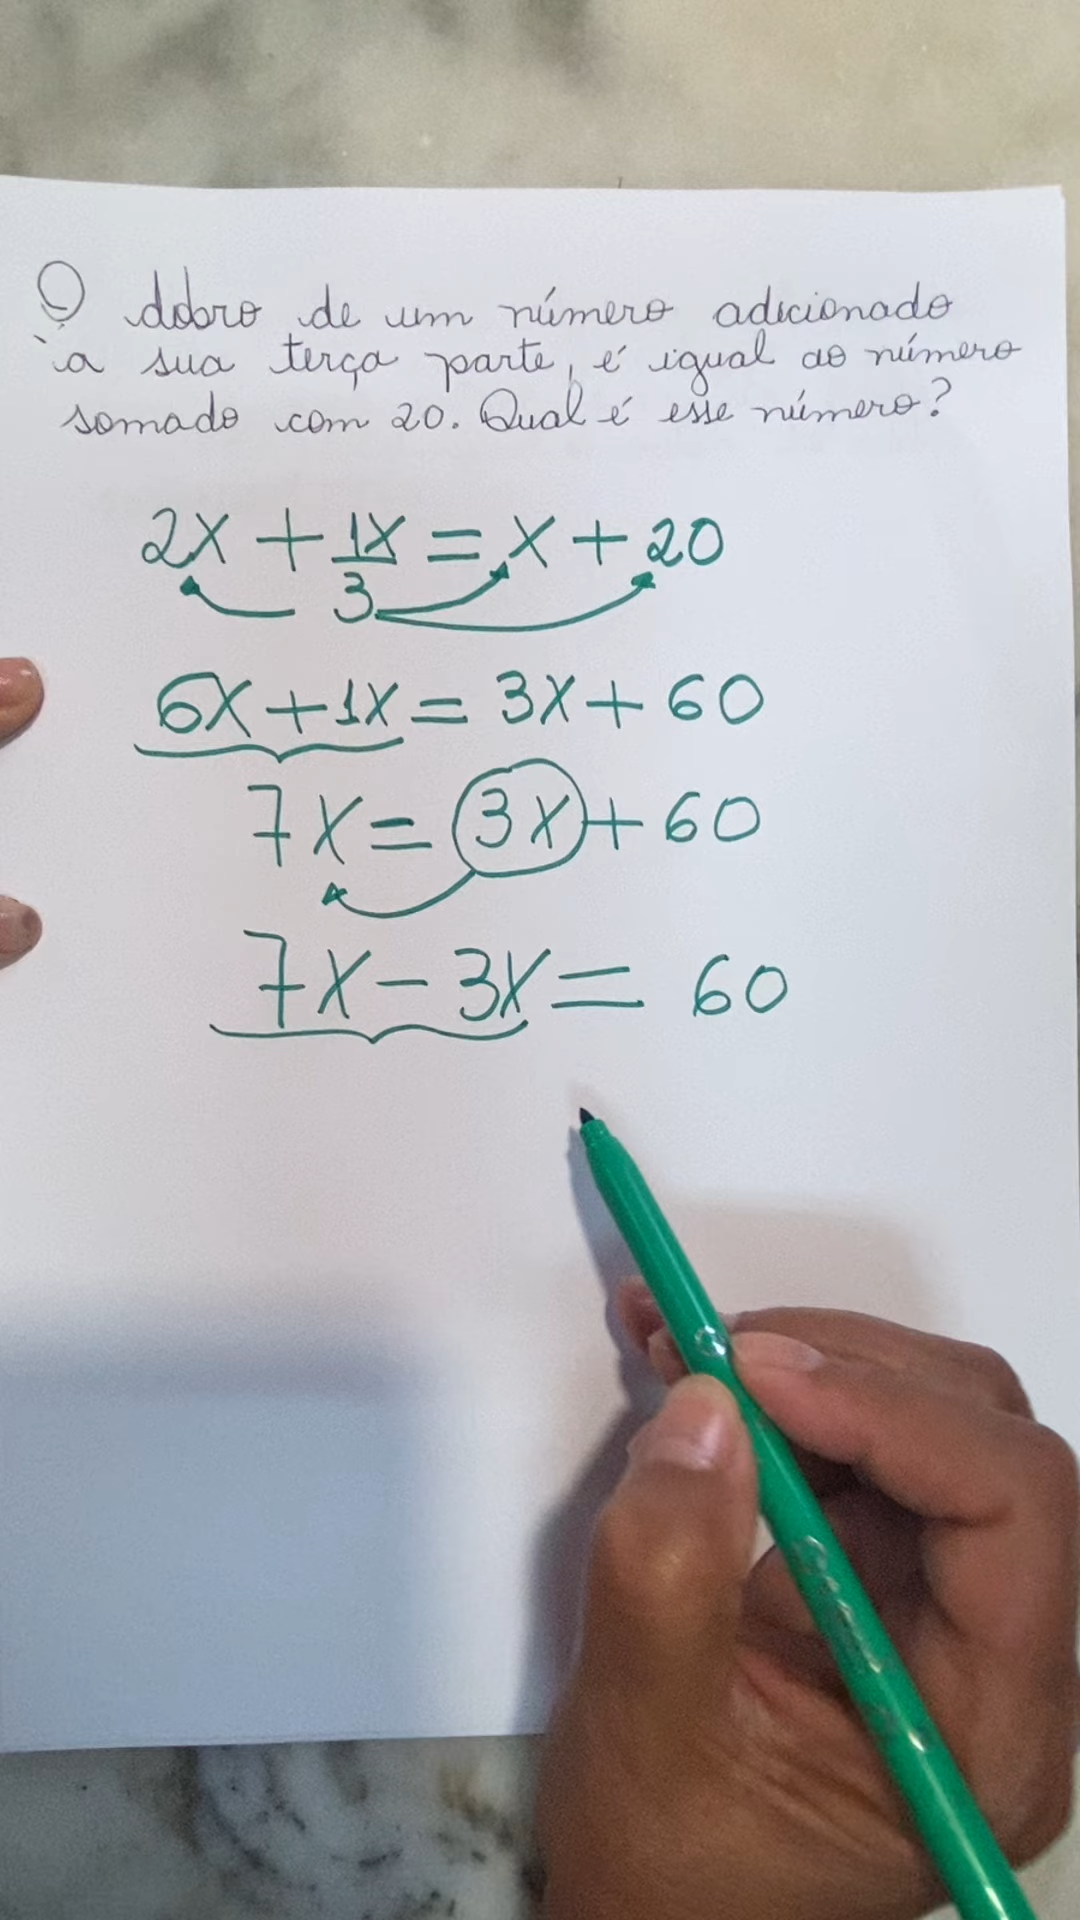 O dobro de um número adicionado
à sua terça parte, é igual ao número
somado com 20. Qual é esse número?
2x + 1x/3 = x + 20
6x + 1x = 3x + 60
7x = 3x + 60
7x - 3x = 60